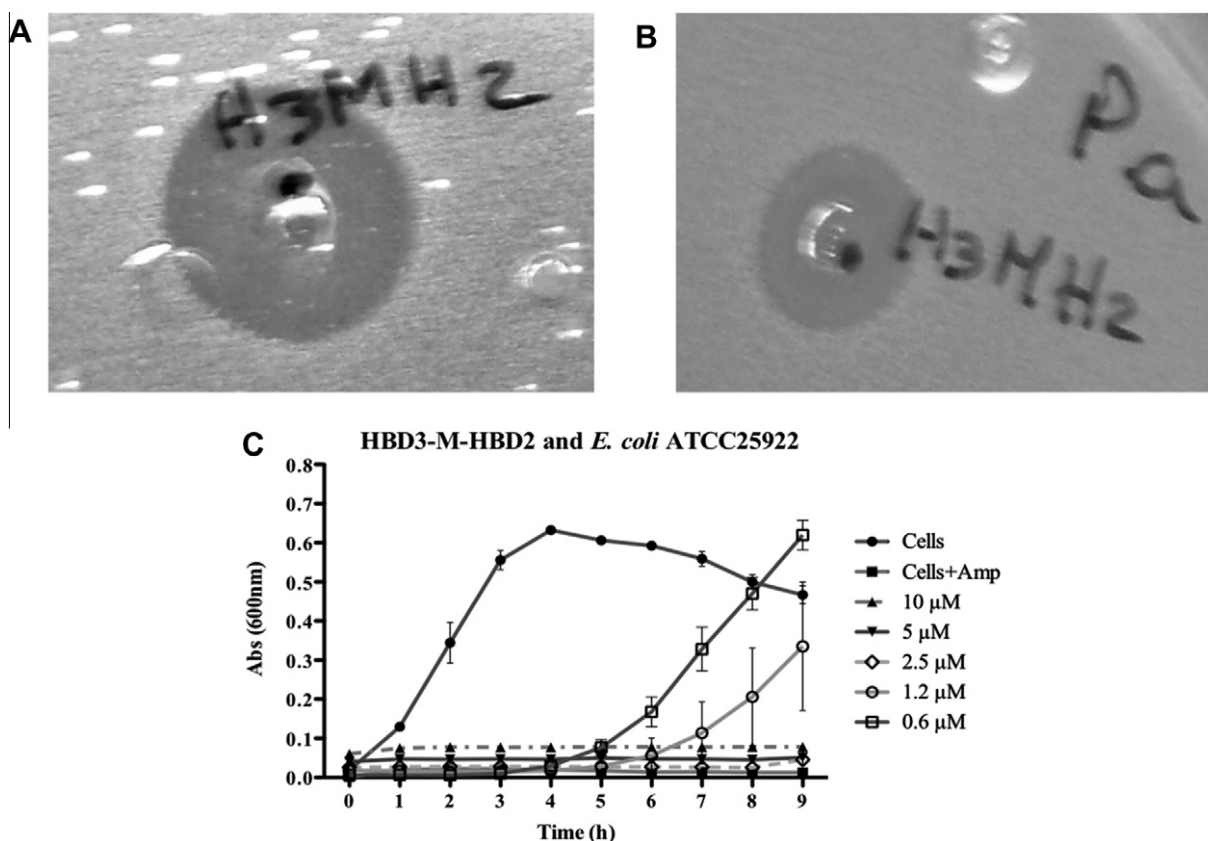 A
H3MH2
B
Pa
H3MH2
C
HBD3-M-HBD2 and E. coli ATCC25922
Abs (600nm)
0.8
0.7
0.6
0.5
0.4
0.3
0.2
0.1
0.0
0 1 2 3 4 5 6 7 8 9
Time (h)
Cells
Cells+Amp
10 µM
5 µM
2.5 µM
1.2 µM
0.6 µM